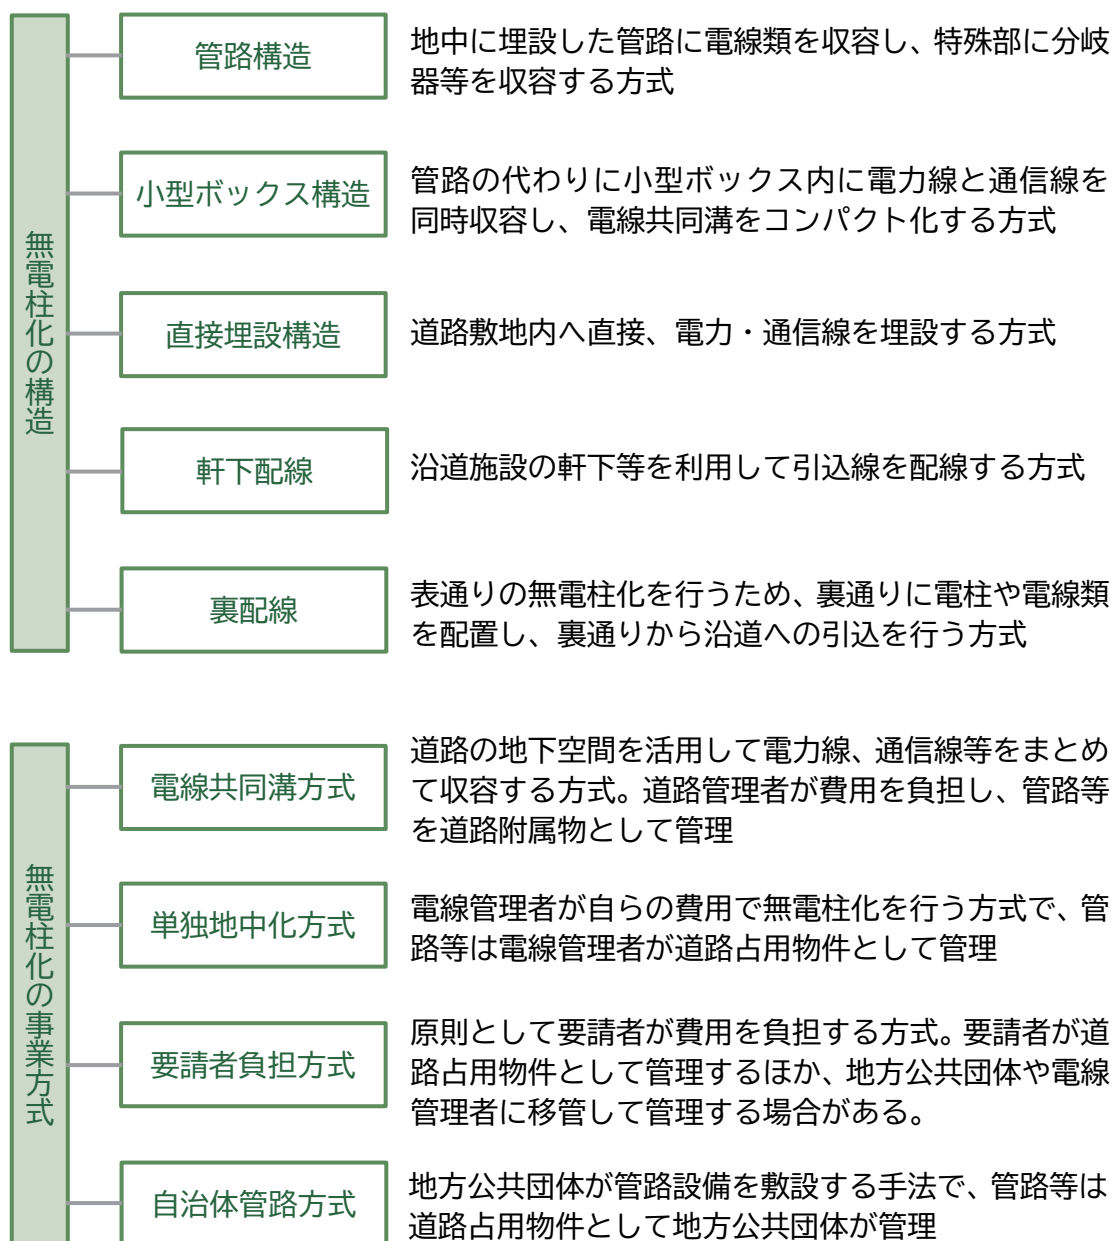 無電柱化の構造
管路構造
地中に埋設した管路に電線類を収容し、特殊部に分岐
器等を収容する方式
小型ボックス構造
管路の代わりに小型ボックス内に電力線と通信線を
同時収容し、電線共同溝をコンパクト化する方式
直接埋設構造
道路敷地内へ直接、電力・通信線を埋設する方式
軒下配線
沿道施設の軒下等を利用して引込線を配線する方式
裏配線
表通りの無電柱化を行うため、裏通りに電柱や電線類
を配置し、裏通りから沿道への引込を行う方式
無電柱化の事業方式
電線共同溝方式
道路の地下空間を活用して電力線、通信線等をまとめ
て収容する方式。道路管理者が費用を負担し、管路等
を道路附属物として管理
単独地中化方式
電線管理者が自らの費用で無電柱化を行う方式で、管
路等は電線管理者が道路占用物件として管理
要請者負担方式
原則として要請者が費用を負担する方式。要請者が道
路占用物件として管理するほか、地方公共団体や電線
管理者に移管して管理する場合がある。
自治体管路方式
地方公共団体が管路設備を敷設する手法で、管路等は
道路占用物件として地方公共団体が管理